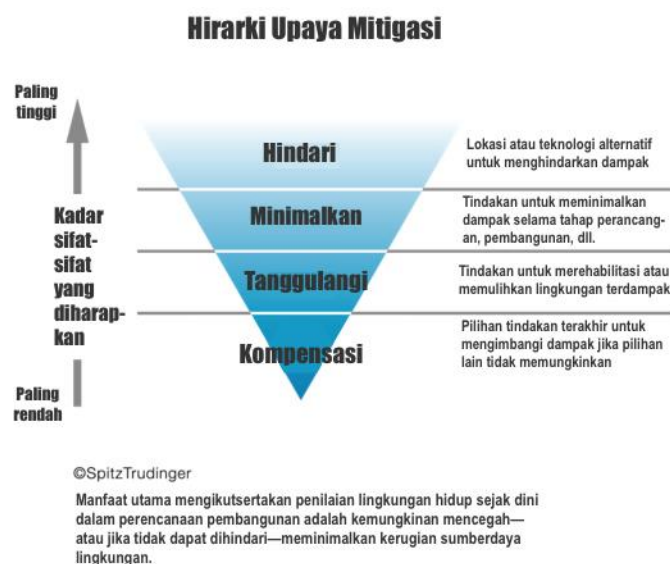 Hirarki Upaya Mitigasi
Paling
tinggi
Kadar
sifat-
sifat
yang
diharap-
kan
Paling
rendah
Hindari
Lokasi atau teknologi alternatif
untuk menghindarkan dampak
Minimalkan
Tindakan untuk meminimalkan
dampak selama tahap perancang-
an, pembangunan, dll.
Tanggulangi
Tindakan untuk merehabilitasi atau
memulihkan lingkungan terdampak
Kompensasi
Pilihan tindakan terakhir untuk
mengimbangi dampak jika pilihan
lain tidak memungkinkan
©SpitzTrudinger
Manfaat utama mengikutsertakan penilaian lingkungan hidup sejak dini
dalam perencanaan pembangunan adalah kemungkinan mencegah—
atau jika tidak dapat dihindari—meminimalkan kerugian sumberdaya
lingkungan.